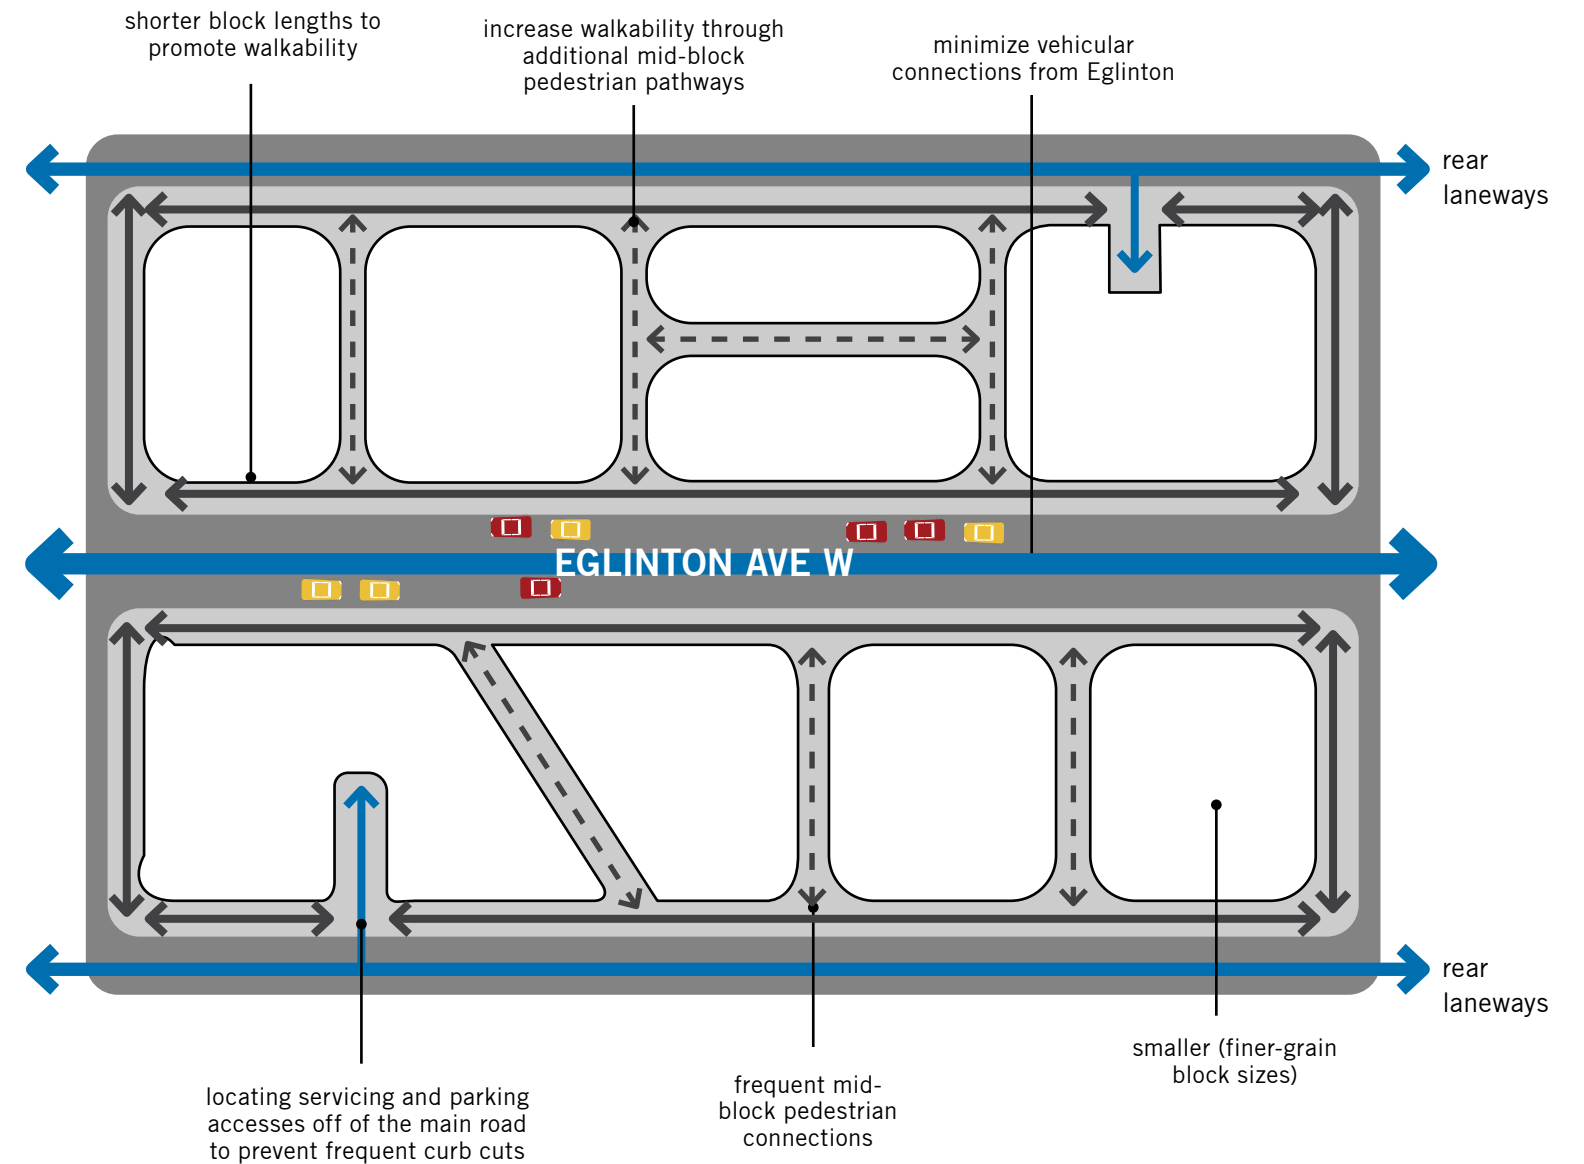 shorter block lengths to
promote walkability
increase walkability through
additional mid-block
pedestrian pathways
minimize vehicular
connections from Eglinton
rear
laneways
EGLINTON AVE W
rear
laneways
locating servicing and parking
accesses off of the main road
to prevent frequent curb cuts
frequent mid-
block pedestrian
connections
smaller (finer-grain
block sizes)